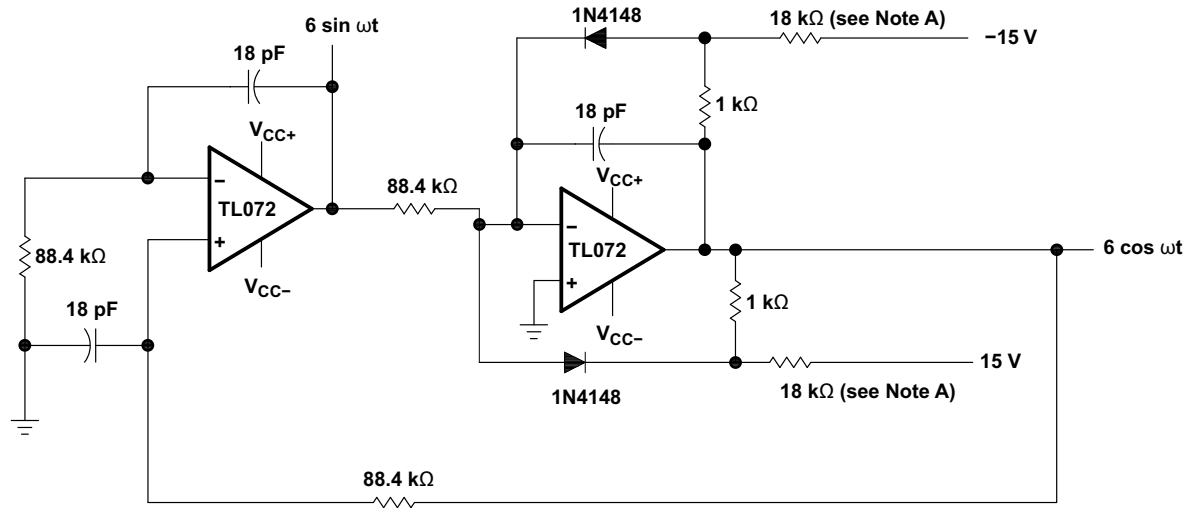 6 sin ωt
18 pF
VCC+
−
TL072
+
VCC−
88.4 kΩ
18 pF
88.4 kΩ
1N4148
18 kΩ (see Note A)
−15 V
1 kΩ
18 pF
VCC+
−
TL072
+
VCC−
6 cos ωt
1 kΩ
1N4148
18 kΩ (see Note A)
15 V
88.4 kΩ